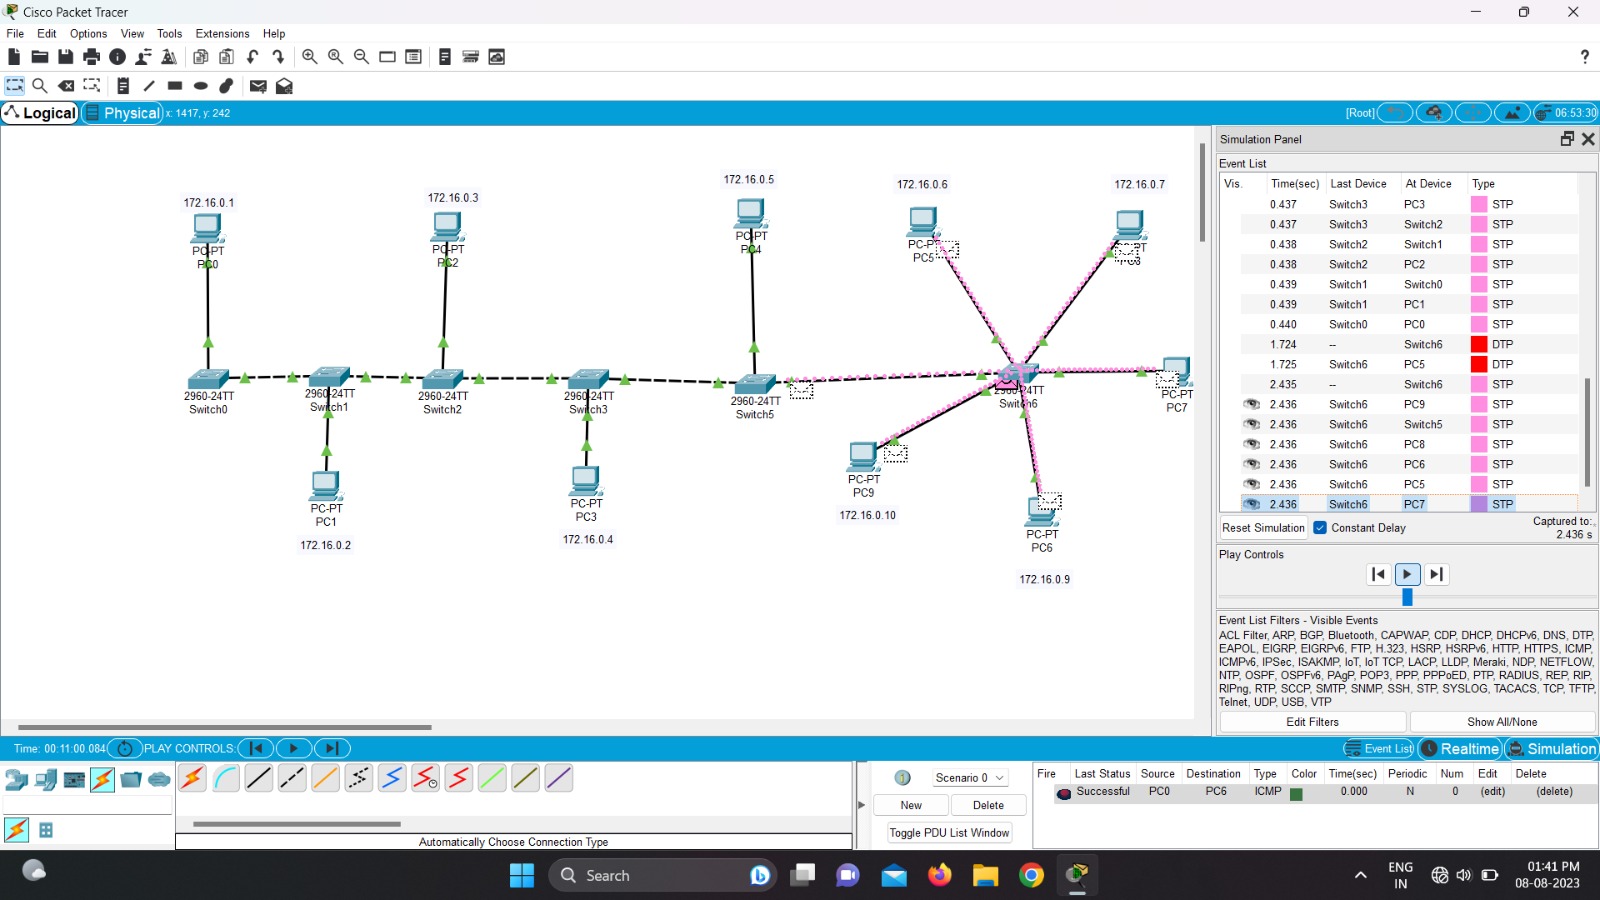 Cisco Packet Tracer
File Edit Options View Tools Extensions Help
Logical Physical x: 1417, y: 242 [Root] 06:53:30
172.16.0.1
PC-PT
PC0
172.16.0.3
PC-PT
PC2
172.16.0.5
PC-PT
PC4
172.16.0.6
PC5
172.16.0.7
2960-24TT
Switch0
2960-24TT
Switch1
2960-24TT
Switch2
2960-24TT
Switch3
2960-24TT
Switch5
2960-24TT
Switch6
PC-PT
PC7
PC-PT
PC1
172.16.0.2
PC-PT
PC3
172.16.0.4
PC-PT
PC9
172.16.0.10
PC-PT
PC6
172.16.0.9
Simulation Panel
Event List
Vis. Time(sec) Last Device At Device Type
0.437 Switch3 PC3 STP
0.437 Switch3 Switch2 STP
0.438 Switch2 Switch1 STP
0.438 Switch2 PC2 STP
0.439 Switch1 Switch0 STP
0.439 Switch1 PC1 STP
0.440 Switch0 PC0 STP
1.724 -- Switch6 DTP
1.725 Switch6 PC5 DTP
2.435 -- Switch6 STP
2.436 Switch6 PC9 STP
2.436 Switch6 Switch5 STP
2.436 Switch6 PC8 STP
2.436 Switch6 PC6 STP
2.436 Switch6 PC5 STP
2.436 Switch6 PC7 STP
Reset Simulation Constant Delay Captured to:
2.436 s
Play Controls
Event List Filters - Visible Events
ACL Filter, ARP, BGP, Bluetooth, CAPWAP, CDP, DHCP, DHCPv6, DNS, DTP,
EAPOL, EIGRP, EIGRPv6, FTP, H.323, HSRP, HSRPv6, HTTP, HTTPS, ICMP,
ICMPv6, IPSec, ISAKMP, IoT, IoT TCP, LACP, LLDP, Meraki, NDP, NETFLOW,
NTP, OSPF, OSPFv6, PAgP, POP3, PPP, PPPoED, PTP, RADIUS, REP, RIP,
RIPng, RTP, SCCP, SMTP, SNMP, SSH, STP, SYSLOG, TACACS, TCP, TFTP,
Telnet, UDP, USB, VTP
Edit Filters Show All/None
Time: 00:11:00.084 PLAY CONTROLS: Event List Realtime Simulation
Automatically Choose Connection Type
Scenario 0
New Delete
Toggle PDU List Window
Fire Last Status Source Destination Type Color Time(sec) Periodic Num Edit Delete
Successful PC0 PC6 ICMP 0.000 N 0 (edit) (delete)
Search
ENG
IN
01:41 PM
08-08-2023